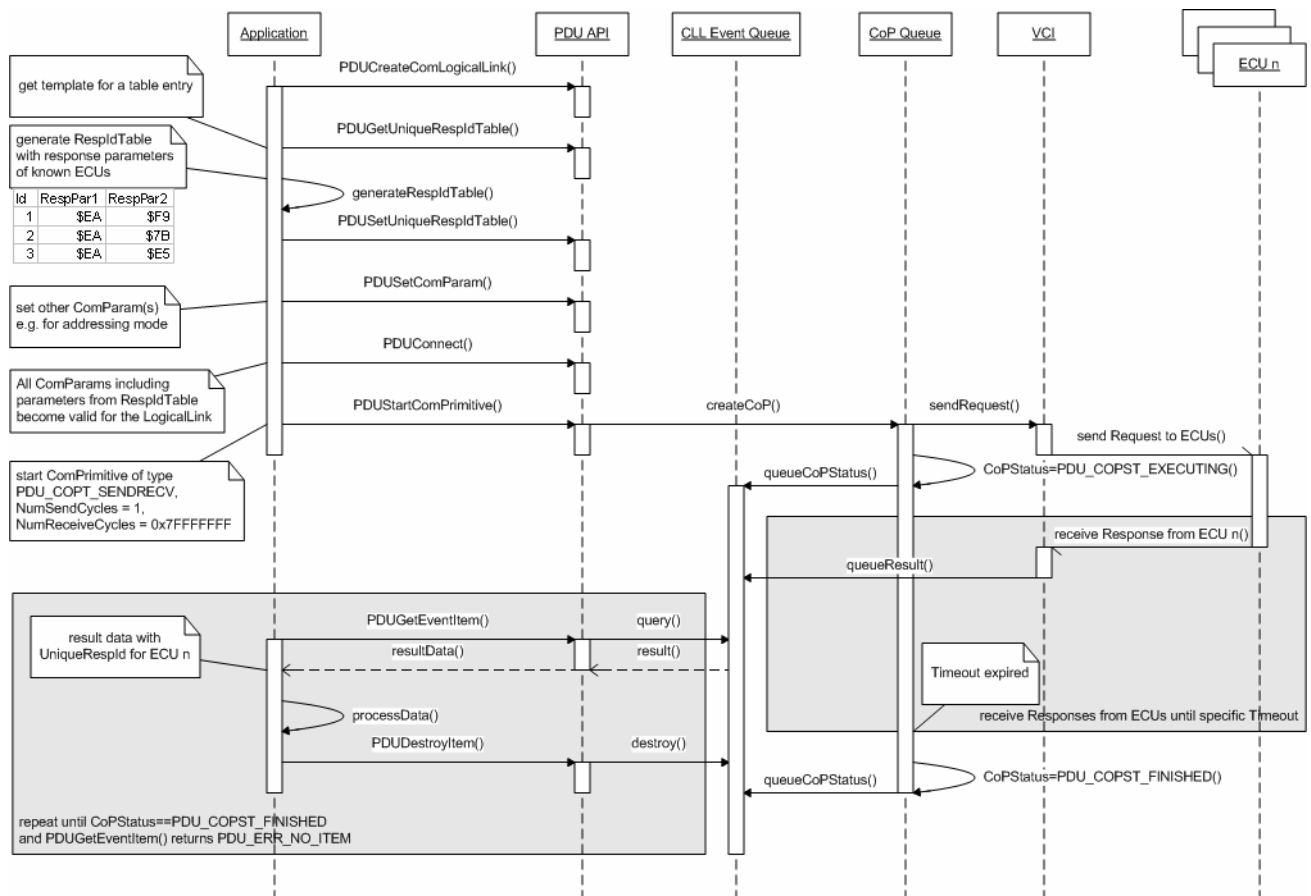 Application
PDU API
CLL Event Queue
CoP Queue
VCI
ECU n
get template for a table entry
PDUCreateComLogicalLink()
generate RespIdTable
with response parameters
of known ECUs
PDUGetUniqueRespIdTable()
generateRespIdTable()
Id RespPar1 RespPar2
1 $EA $F9
2 $EA $7B
3 $EA $E5
PDUSetUniqueRespIdTable()
set other ComParam(s)
e.g. for addressing mode
PDUSetComParam()
PDUConnect()
All ComParams including
parameters from RespIdTable
become valid for the LogicalLink
PDUStartComPrimitive()
createCoP()
sendRequest()
send Request to ECUs()
start ComPrimitive of type
PDU_COPT_SENDRECV,
NumSendCycles = 1,
NumReceiveCycles = 0x7FFFFFFF
queueCoPStatus()
CoPStatus=PDU_COPST_EXECUTING()
receive Response from ECU n()
queueResult()
result data with
UniqueRespId for ECU n
PDUGetEventItem()
query()
resultData()
result()
Timeout expired
processData()
receive Responses from ECUs until specific Timeout
PDUDestroyItem()
destroy()
queueCoPStatus()
CoPStatus=PDU_COPST_FINISHED()
repeat until CoPStatus==PDU_COPST_FINISHED
and PDUGetEventItem() returns PDU_ERR_NO_ITEM